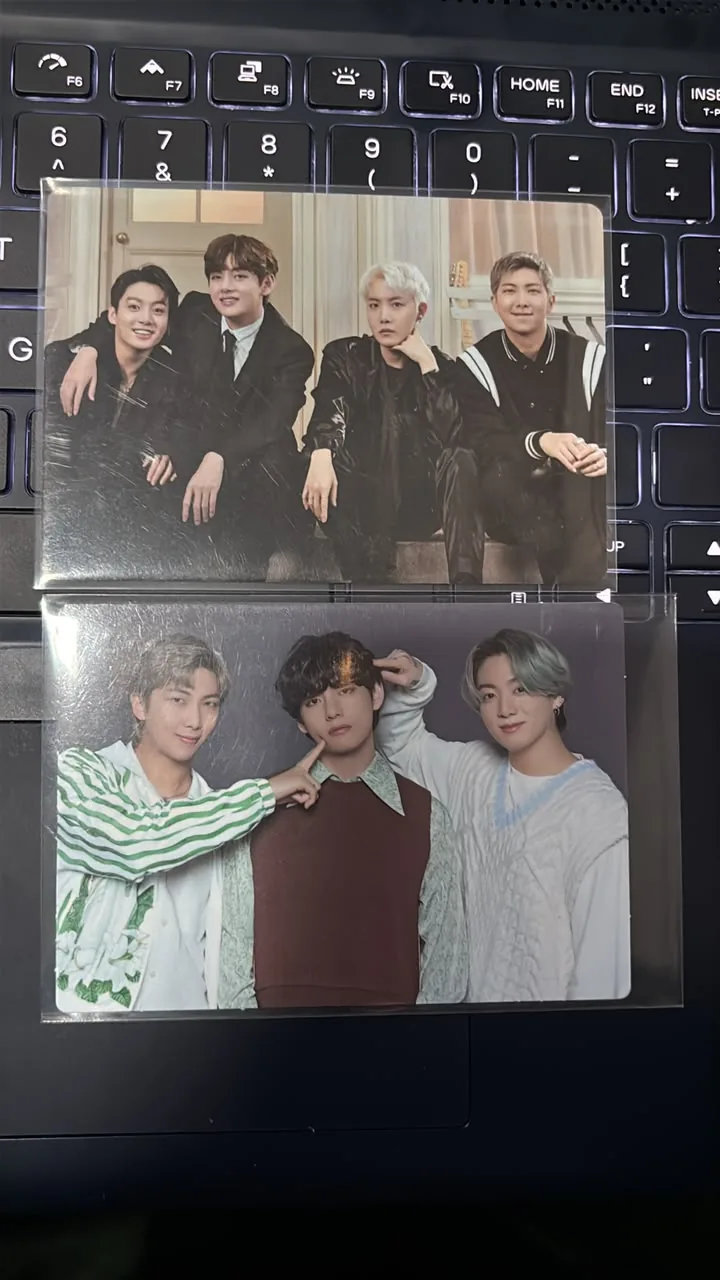 F6 F7 F8 F9 F10 HOME F11 END F12 INSE
T-P
6 7 8 9 0 - =
^ & * ( ) _ +
T [
{
G '
"
UP